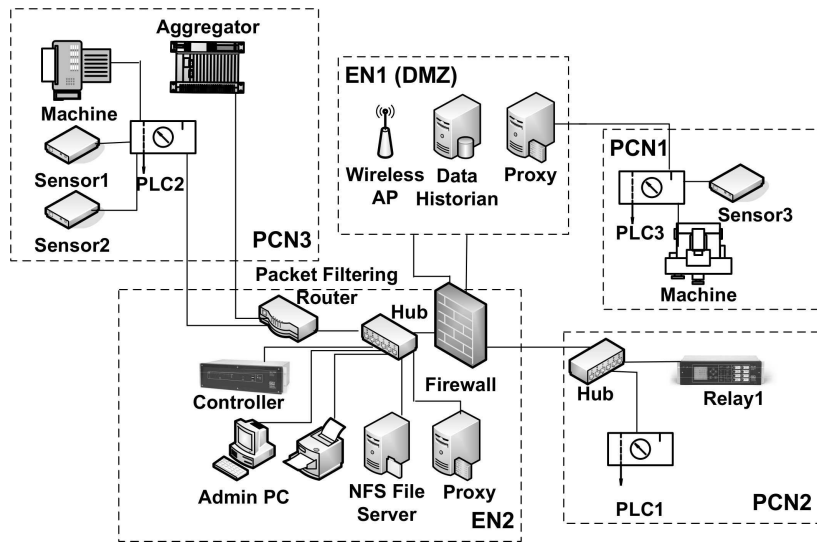 Aggregator
Machine
Sensor1
PLC2
Sensor2
PCN3
EN1 (DMZ)
Wireless
AP
Data
Historian
Proxy
PCN1
PLC3
Sensor3
Machine
Packet Filtering
Router
Hub
Firewall
Controller
Admin PC
NFS File
Server
Proxy
EN2
Hub
Relay1
PLC1
PCN2